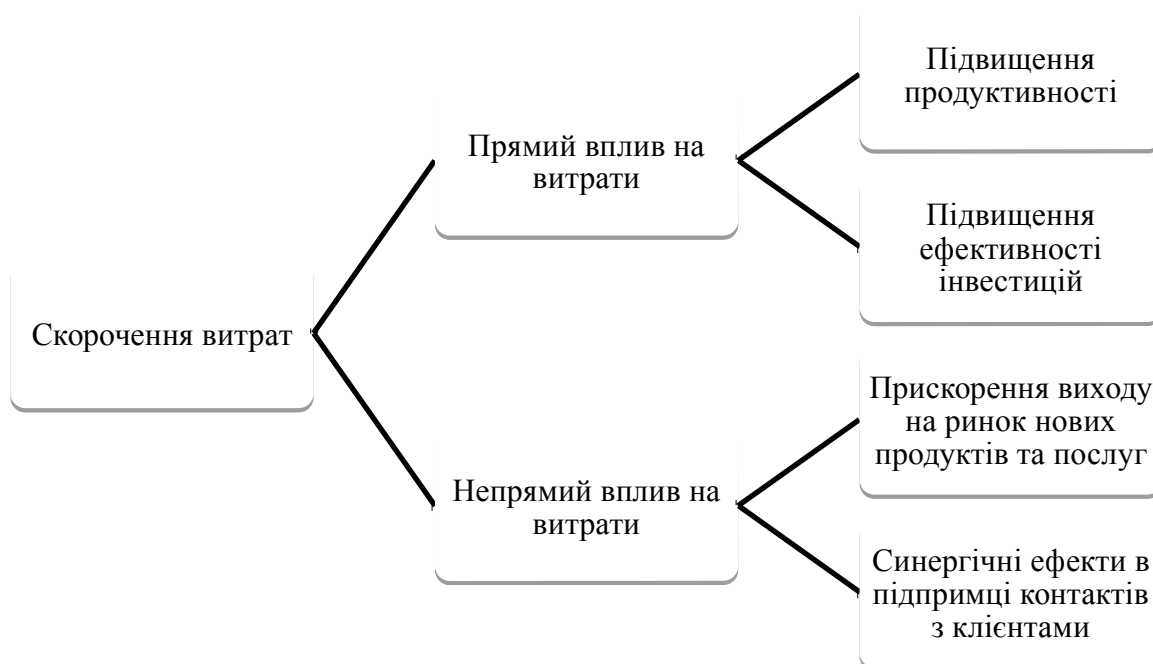 Скорочення витрат
Прямий вплив на
витрати
Підвищення
продуктивності
Підвищення
ефективності
інвестицій
Непрямий вплив на
витрати
Прискорення виходу
на ринок нових
продуктів та послуг
Синергічні ефекти в
підпримці контактів
з клієнтами